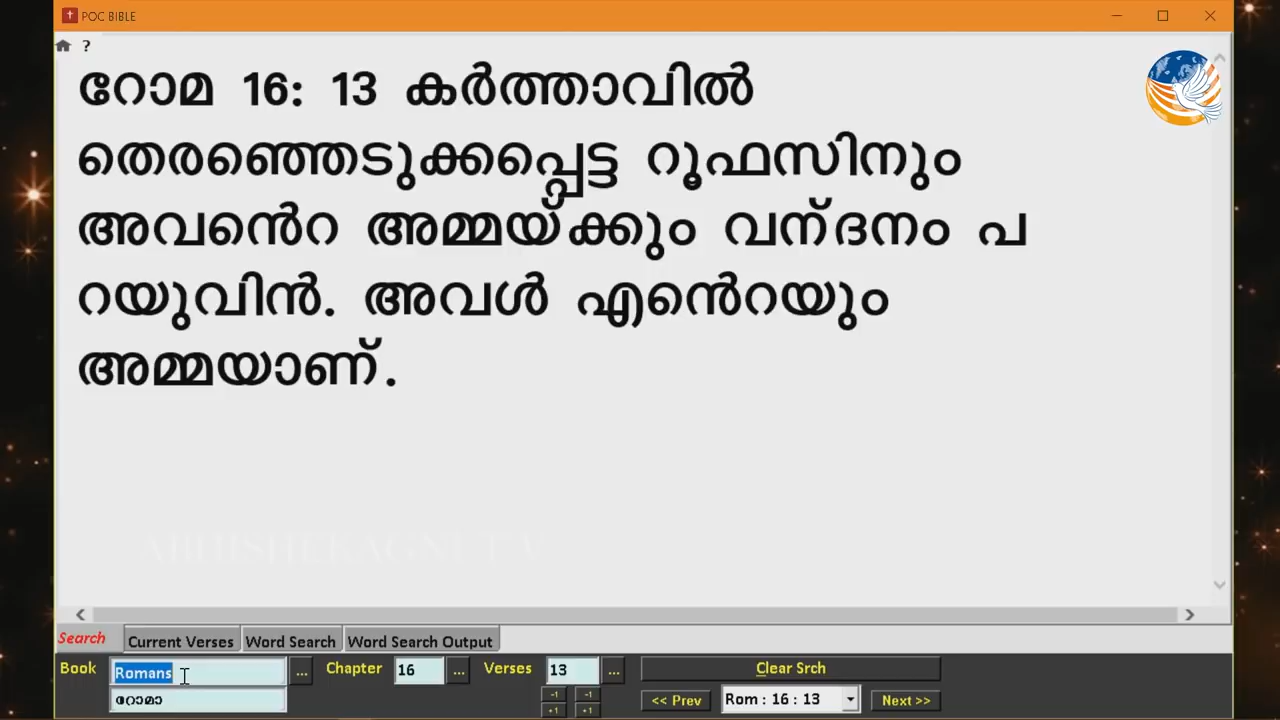 POC BIBLE
?
റോമ 16: 13 കർത്താവിൽ
തെരഞ്ഞെടുക്കപ്പെട്ട റൂഫസിനും
അവൻെറ അമ്മയ്ക്കും വന്ദനം പ
റയുവിൻ. അവൾ എൻെറയും
അമ്മയാണ്.
ABHISHEKAGNI T V
Search Current Verses Word Search Word Search Output
Book Romans ... Chapter 16 ... Verses 13 ... Clear Srch
റോമാ -1 -1 << Prev Rom : 16 : 13 Next >>
+1 +1